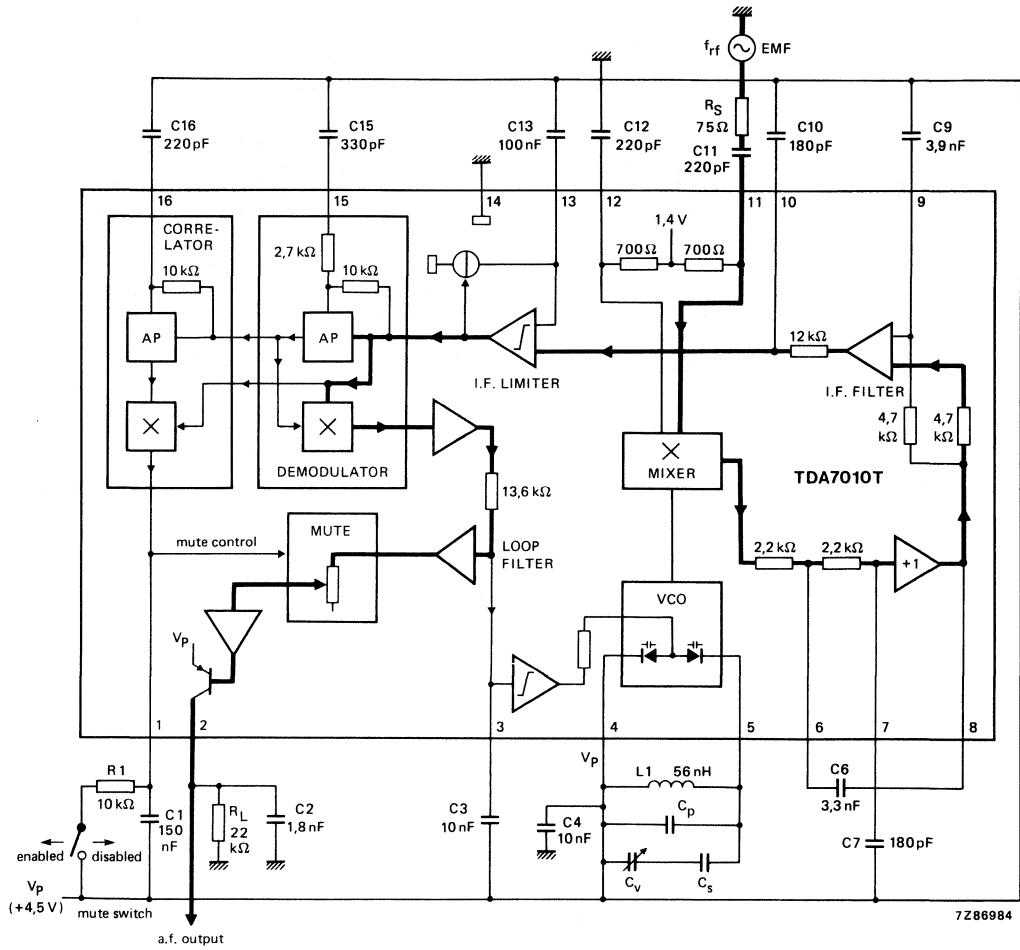 f_rf
EMF
C16
220pF
C15
330pF
C13
100nF
C12
220pF
R_S
75Ω
C11
220pF
C10
180pF
C9
3,9nF
16
15
14
13
12
11
10
9
CORRE-
LATOR
10kΩ
2,7kΩ
10kΩ
1,4V
700Ω
700Ω
AP
AP
I.F. LIMITER
12kΩ
I.F. FILTER
DEMODULATOR
4,7
kΩ
4,7
kΩ
MIXER
TDA7010T
13,6kΩ
MUTE
mute control
LOOP
FILTER
2,2kΩ
2,2kΩ
+1
VCO
V_P
1
2
3
4
5
6
7
8
V_P
R1
10kΩ
C1
150
nF
R_L
22
kΩ
C2
1,8nF
C3
10nF
C4
10nF
L1 56nH
C_p
C_v
C_s
C6
3,3nF
C7
180pF
enabled
disabled
V_P
(+4,5V)
mute switch
a.f. output
7Z86984